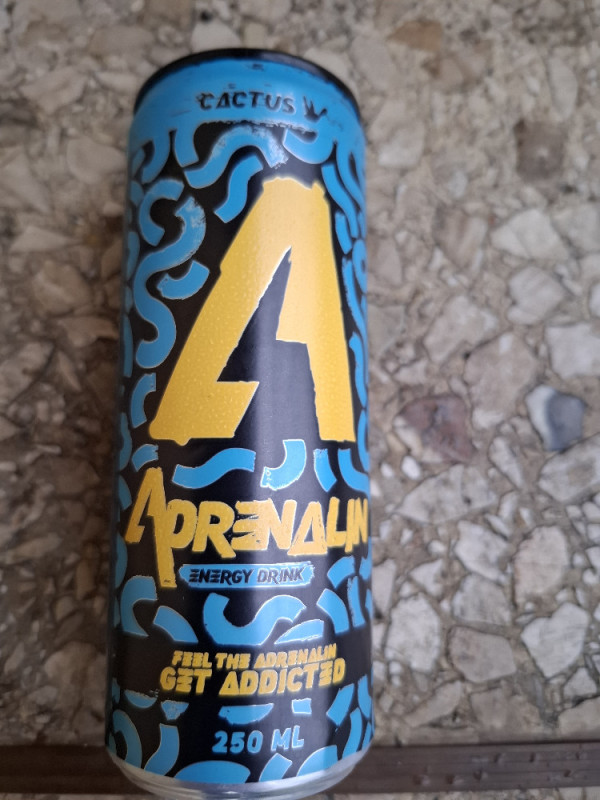 CACTUS
A
ADRENALIN
ENERGY DRINK
FEEL THE ADRENALIN
GET ADDICTED
250 ML